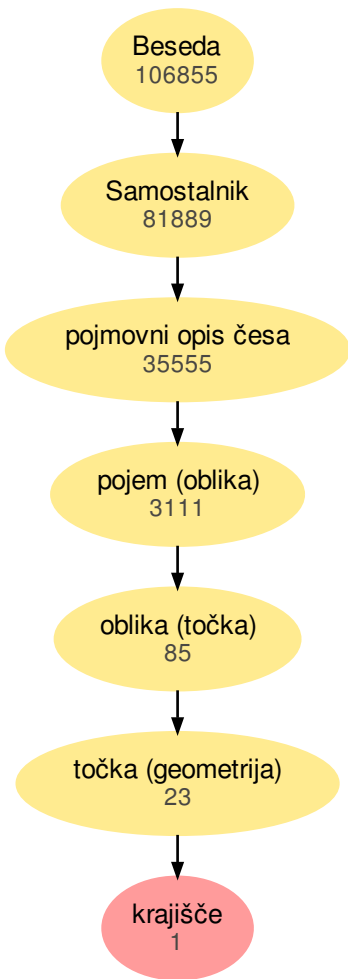 Beseda
106855
Samostalnik
81889
pojmovni opis česa
35555
pojem (oblika)
3111
oblika (točka)
85
točka (geometrija)
23
krajišče
1